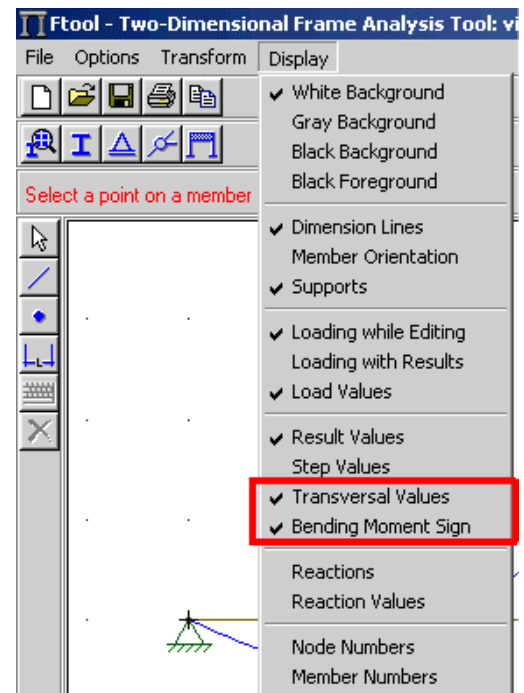 Ftool - Two-Dimensional Frame Analysis Tool: vi
File Options Transform Display
White Background
Gray Background
Black Background
Black Foreground
Select a point on a member
Dimension Lines
Member Orientation
Supports
Loading while Editing
Loading with Results
Load Values
Result Values
Step Values
Transversal Values
Bending Moment Sign
Reactions
Reaction Values
Node Numbers
Member Numbers